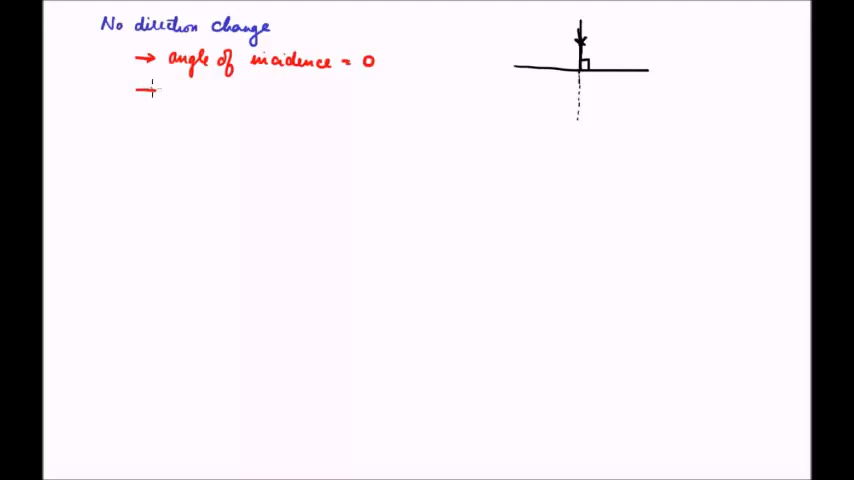 No direction change
→ angle of incidence = 0
→